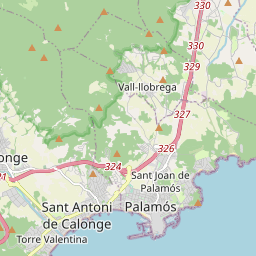 330
330
329
Vall-llobrega
327
326
onge
324
Sant Joan de
Palamós
21
Sant Antoni
de Calonge
Palamós
Torre Valentina